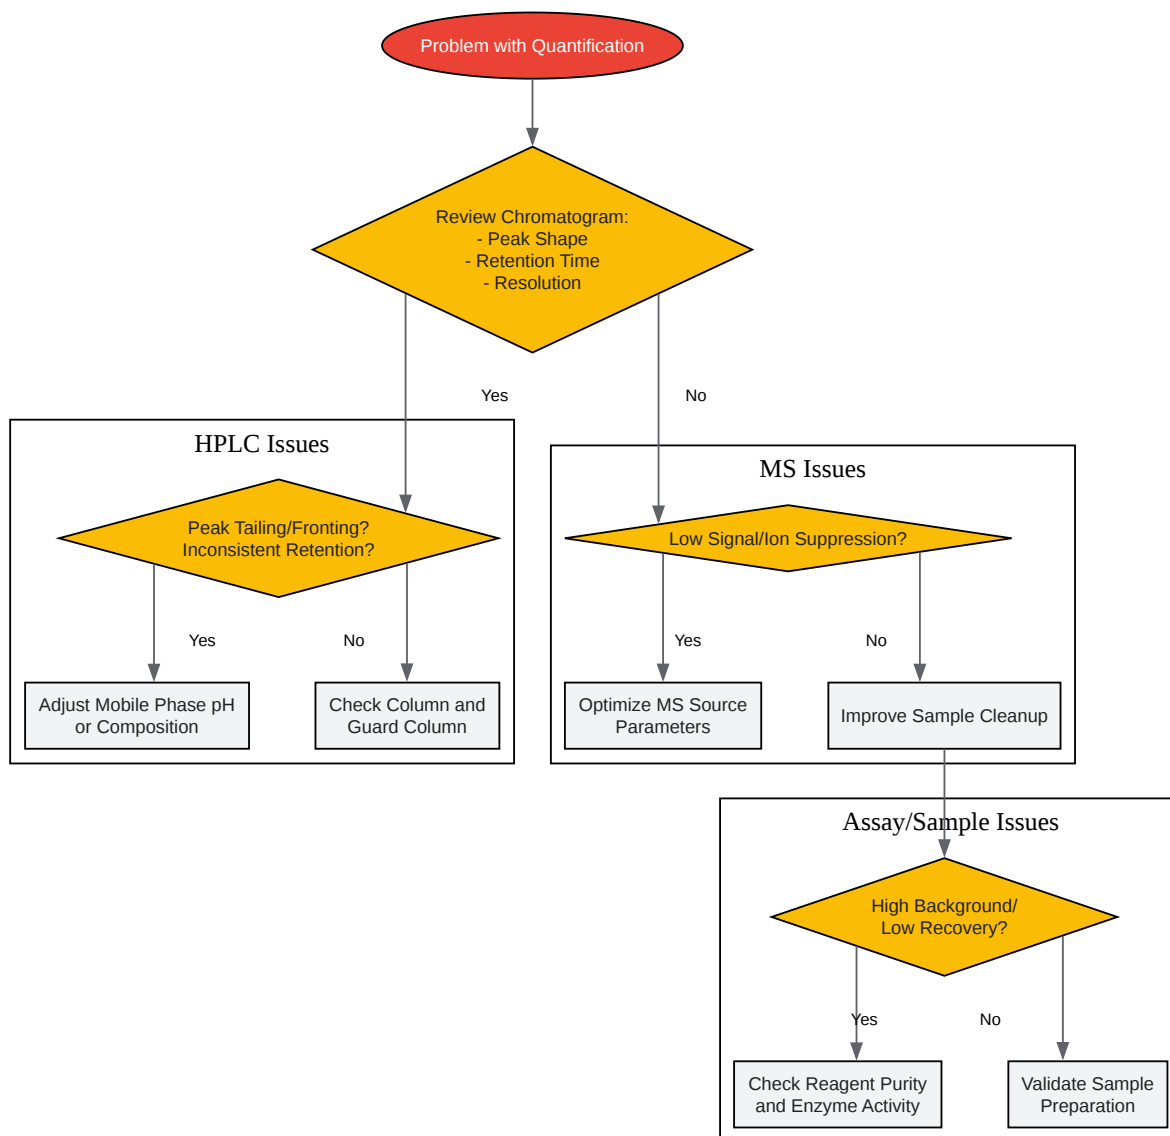 Problem with Quantification
Review Chromatogram:
- Peak Shape
- Retention Time
- Resolution
Yes
No
HPLC Issues
Peak Tailing/Fronting?
Inconsistent Retention?
Yes
No
Adjust Mobile Phase pH
or Composition
Check Column and
Guard Column
MS Issues
Low Signal/Ion Suppression?
Yes
No
Optimize MS Source
Parameters
Improve Sample Cleanup
Assay/Sample Issues
High Background/
Low Recovery?
Yes
No
Check Reagent Purity
and Enzyme Activity
Validate Sample
Preparation